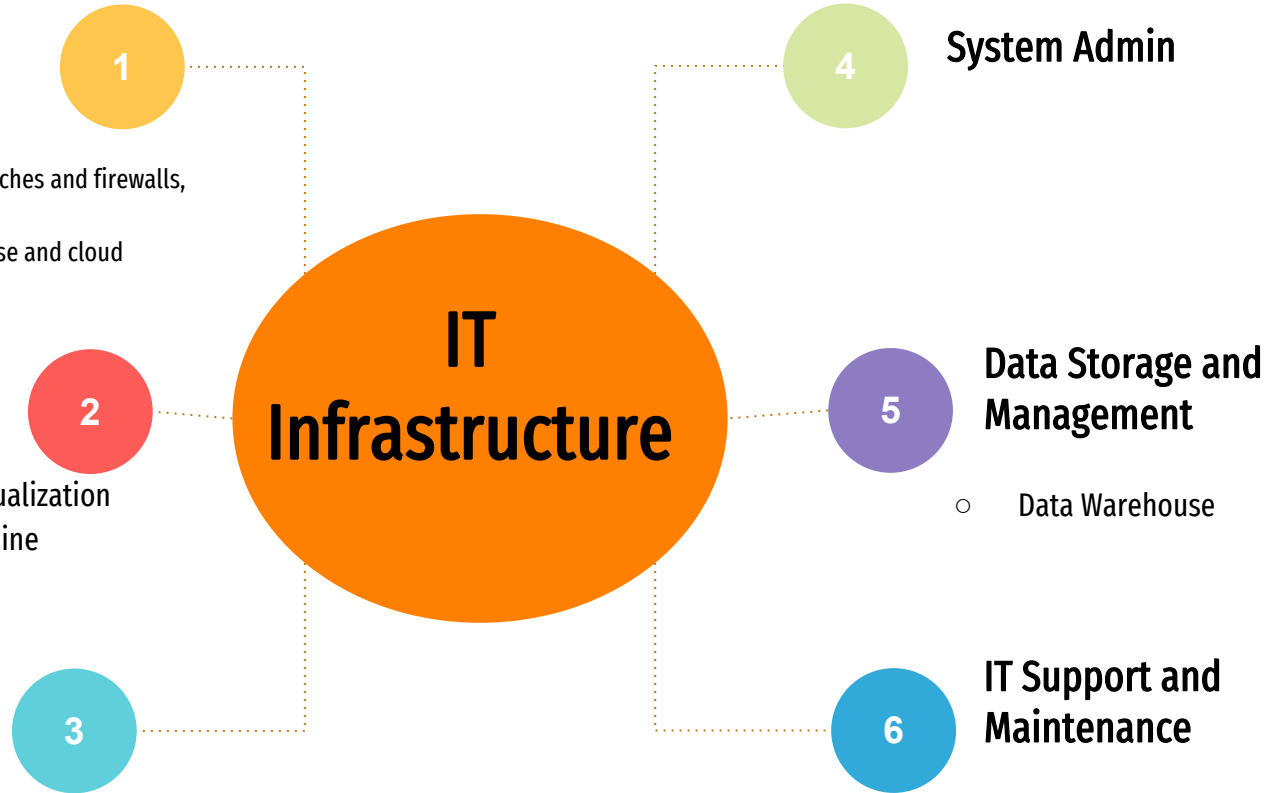 1
ches and firewalls,
se and cloud
2
ualization
ine
3
IT
Infrastructure
4
System Admin
5
Data Storage and
Management
○ Data Warehouse
6
IT Support and
Maintenance